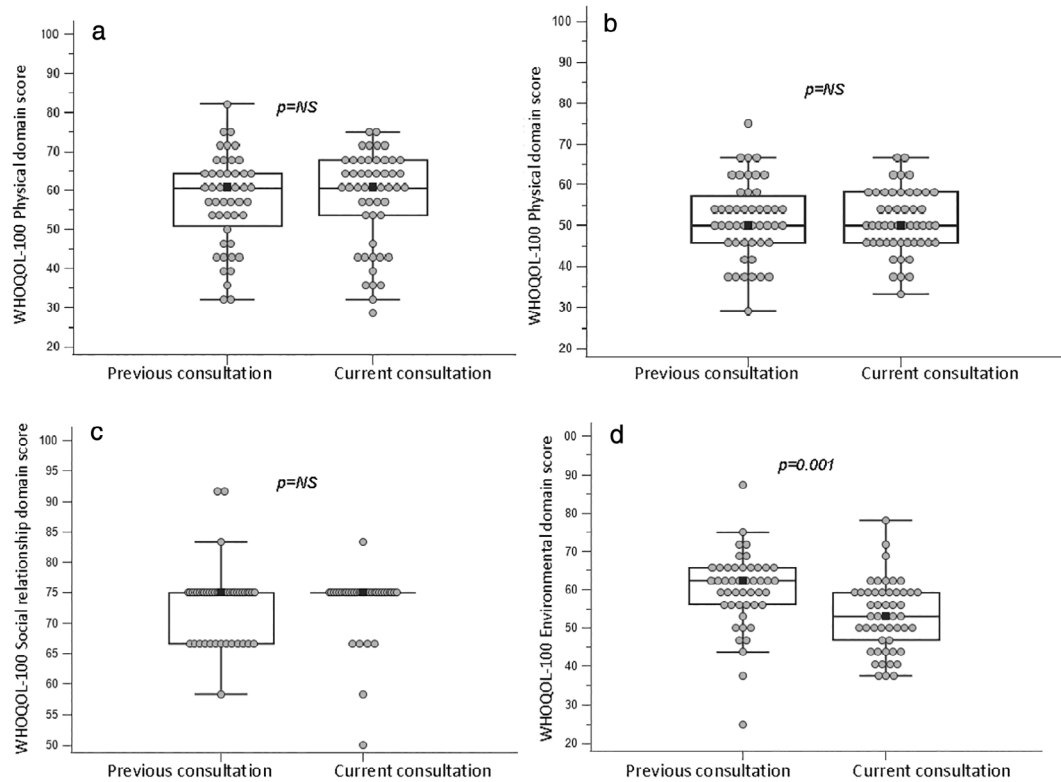 a
WHOQOL-100 Physical domain score
100
90
80
70
60
50
40
30
20
p=NS
Previous consultation
Current consultation
b
WHOQOL-100 Physical domain score
100
90
80
70
60
50
40
30
20
p=NS
Previous consultation
Current consultation
c
WHOQOL-100 Social relationship domain score
100
95
90
85
80
75
70
65
60
55
50
p=NS
Previous consultation
Current consultation
d
WHOQOL-100 Environmental domain score
00
90
80
70
60
50
40
30
20
p=0.001
Previous consultation
Current consultation